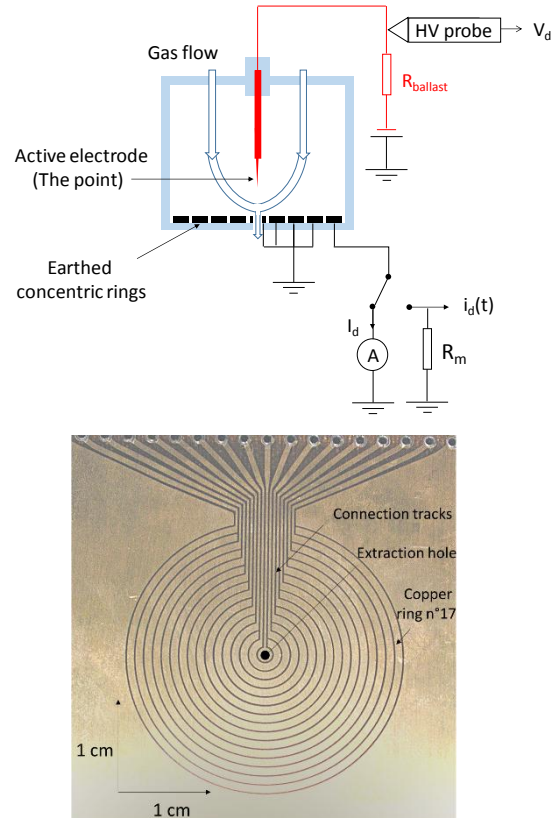 HV probe
V_d
Gas flow
R_ballast
Active electrode
(The point)
Earthed
concentric rings
I_d
i_d(t)
A
R_m
Connection tracks
Extraction hole
Copper
ring n°17
1 cm
1 cm